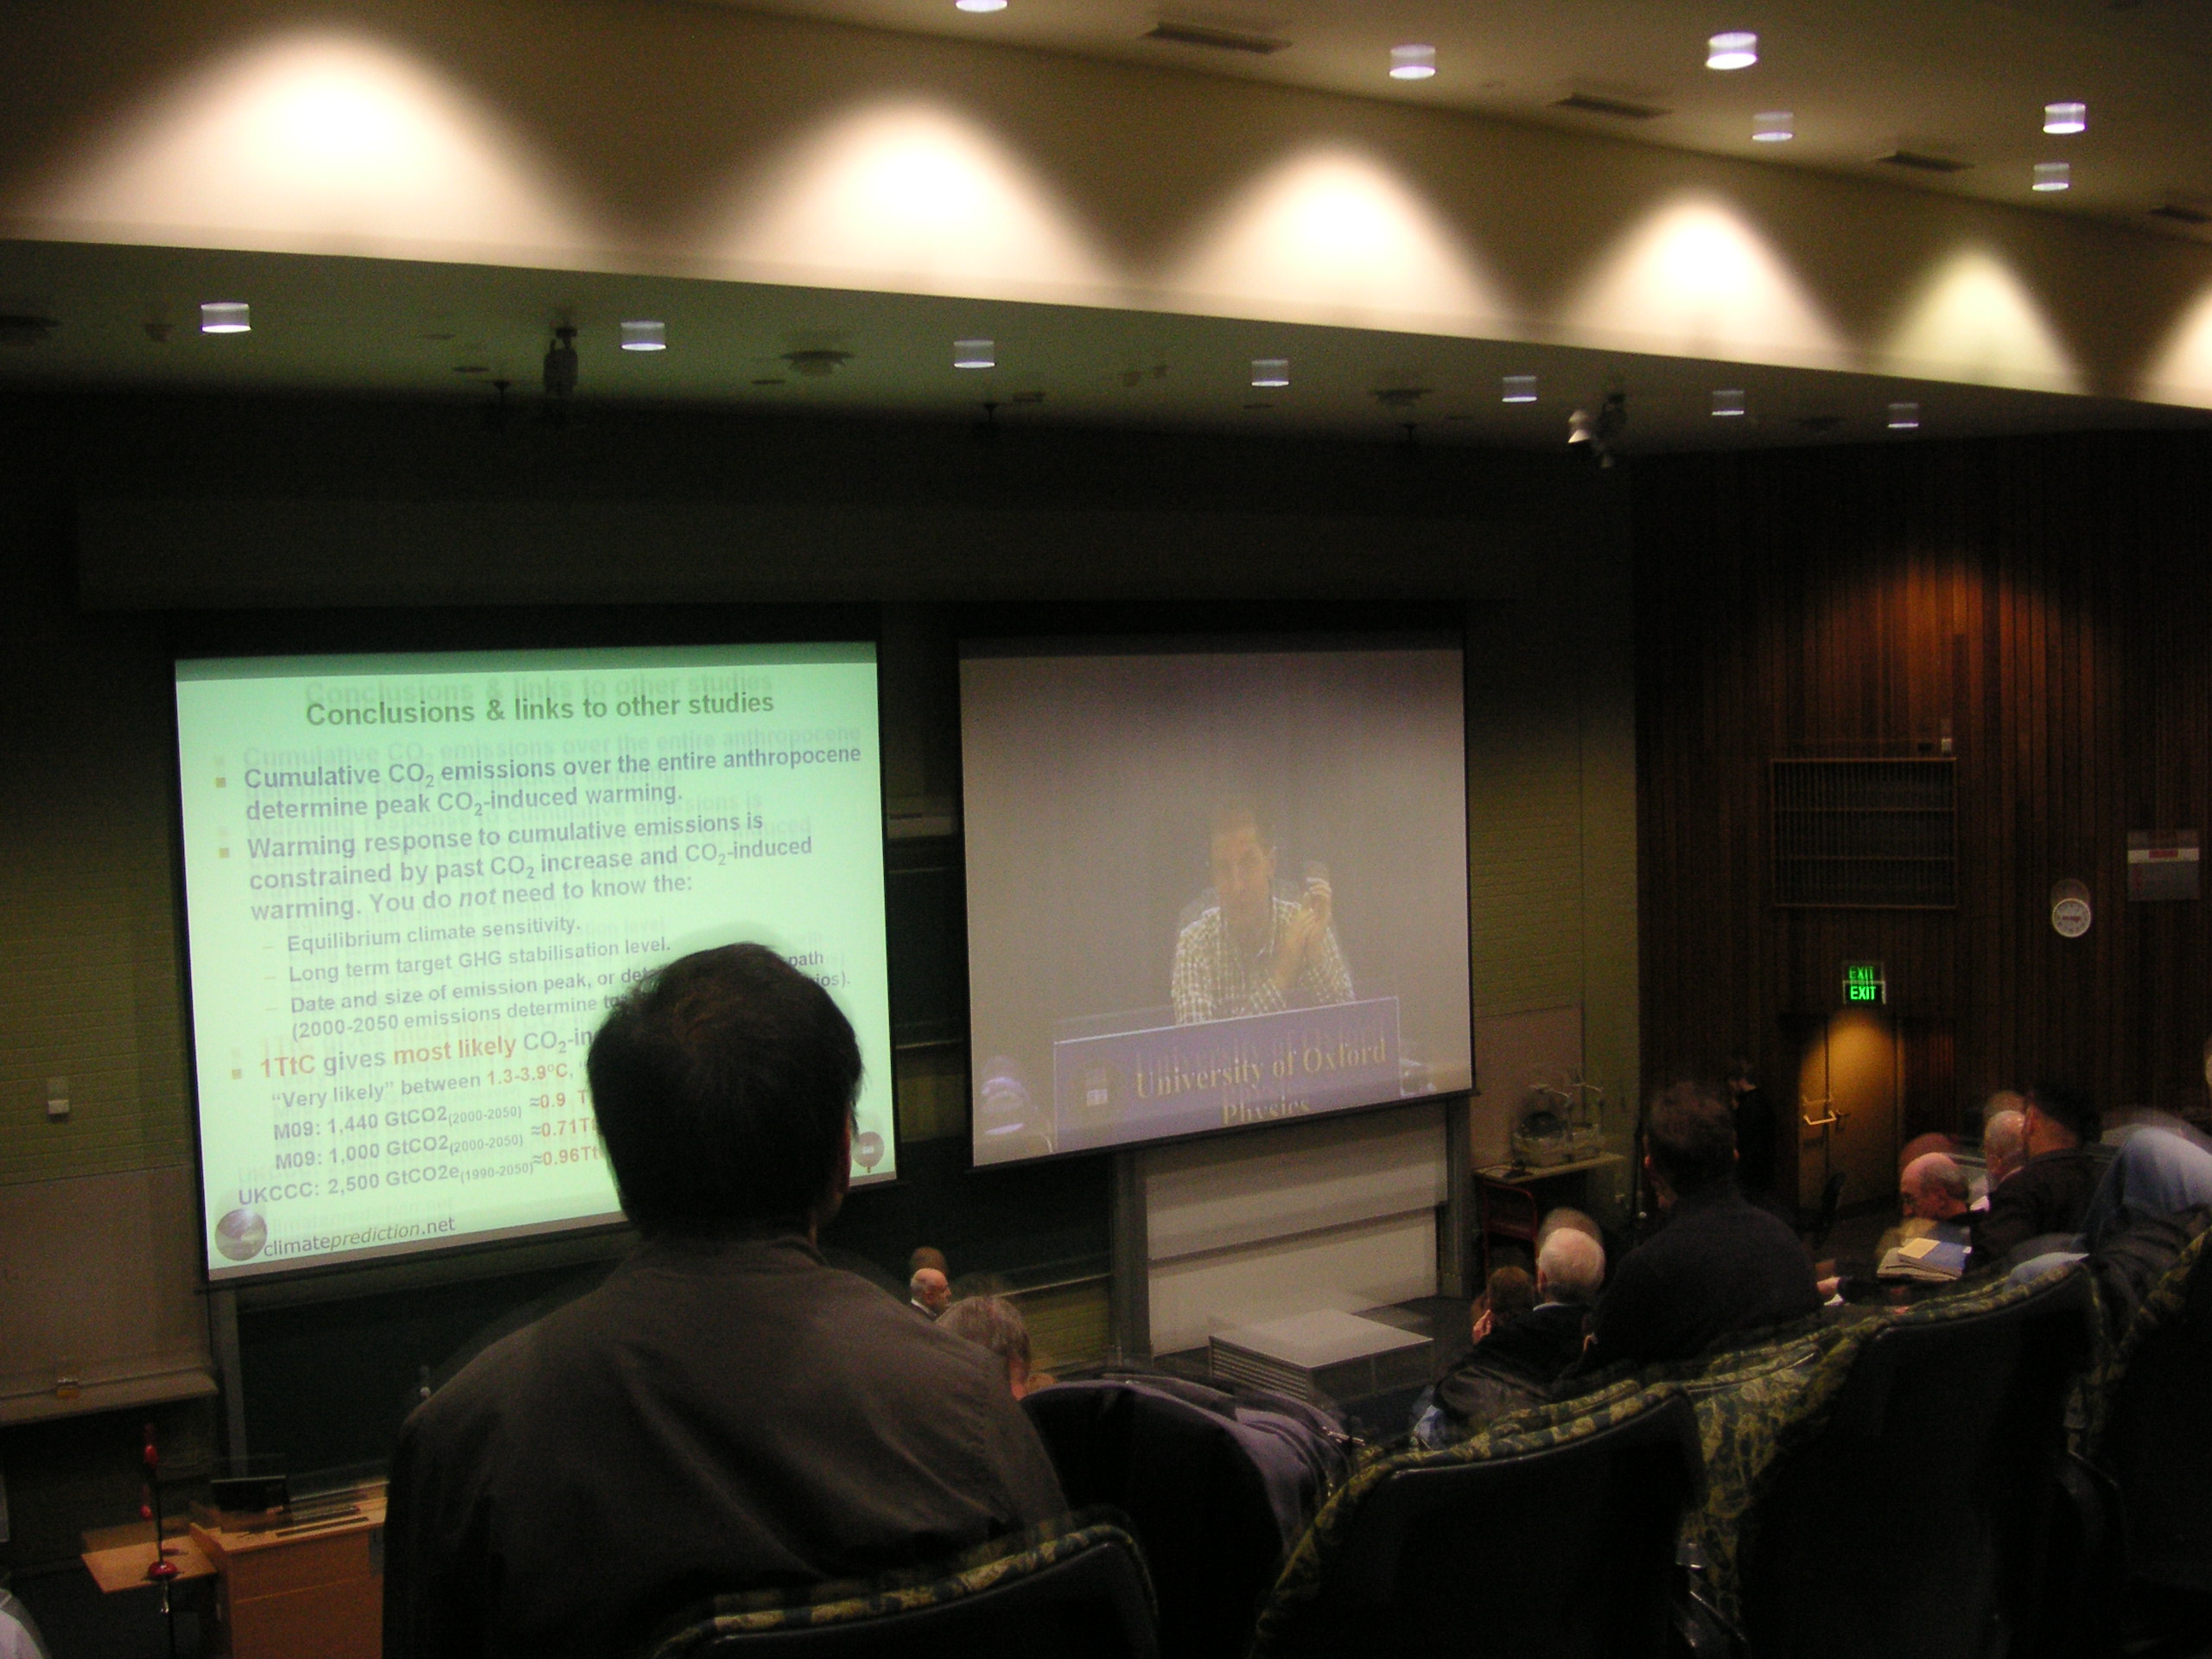 Conclusions & links to other studies
Cumulative CO2 emissions over the entire anthropocene
determine peak CO2-induced warming.
Warming response to cumulative emissions is
constrained by past CO2 increase and CO2-induced
warming. You do not need to know the:
– Equilibrium climate sensitivity.
– Long term target GHG stabilisation level.
– Date and size of emission peak, or path
(2000-2050 emissions determine
1TtC gives most likely
"Very likely" between 1.3-3.9ºC,
M09: 1,440 GtCO2(2000-2050) ≈0.9
M09: 1,000 GtCO2(2000-2050) ≈0.71
UKCCC: 2,500 GtCO2e(1990-2050)≈0.96
climateprediction.net
University of Oxford
Physics
EXIT